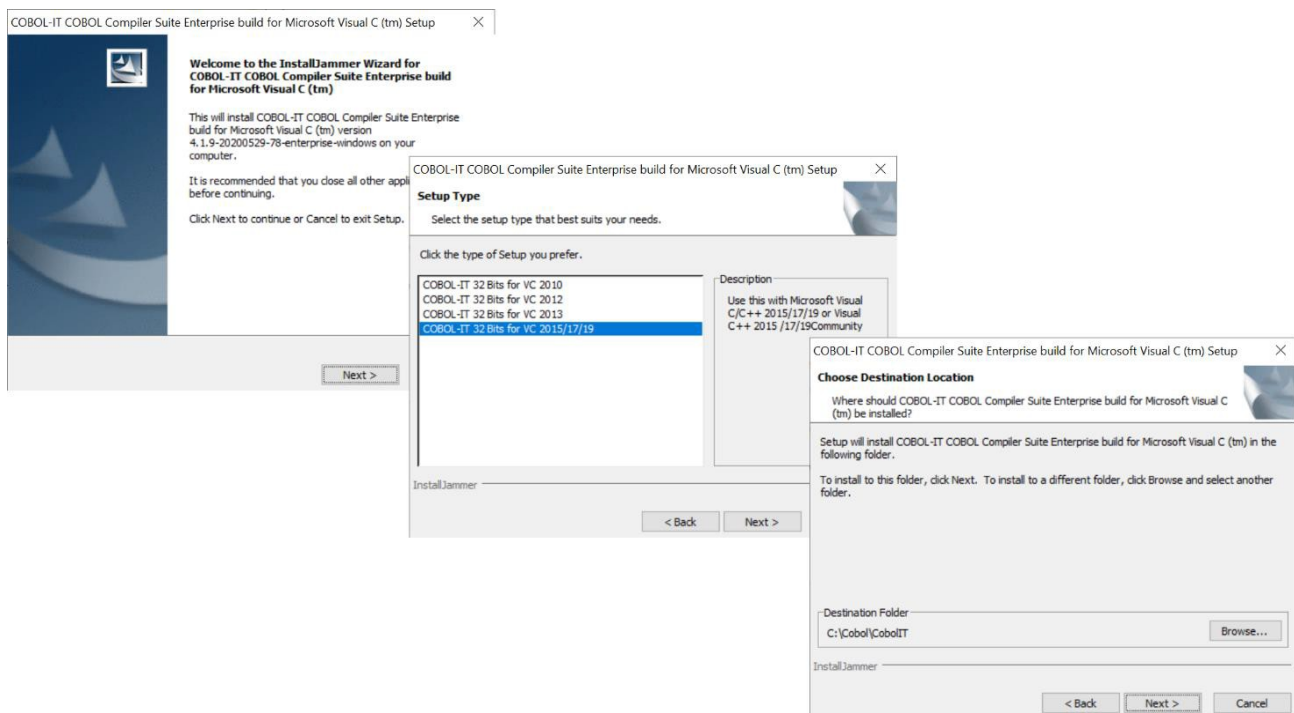 COBOL-IT COBOL Compiler Suite Enterprise build for Microsoft Visual C (tm) Setup
Welcome to the InstallJammer Wizard for
COBOL-IT COBOL Compiler Suite Enterprise build
for Microsoft Visual C (tm)
This will install COBOL-IT COBOL Compiler Suite Enterprise
build for Microsoft Visual C (tm) version
4.1.9-20200529-78-enterprise-windows on your
computer.
It is recommended that you close all other appli
before continuing.
Click Next to continue or Cancel to exit Setup.
Next >
COBOL-IT COBOL Compiler Suite Enterprise build for Microsoft Visual C (tm) Setup
Setup Type
Select the setup type that best suits your needs.
Click the type of Setup you prefer.
COBOL-IT 32 Bits for VC 2010
COBOL-IT 32 Bits for VC 2012
COBOL-IT 32 Bits for VC 2013
COBOL-IT 32 Bits for VC 2015/17/19
Description
Use this with Microsoft Visual
C/C++ 2015/17/19 or Visual
C++ 2015 /17/19Community
InstallJammer
< Back Next >
COBOL-IT COBOL Compiler Suite Enterprise build for Microsoft Visual C (tm) Setup
Choose Destination Location
Where should COBOL-IT COBOL Compiler Suite Enterprise build for Microsoft Visual C
(tm) be installed?
Setup will install COBOL-IT COBOL Compiler Suite Enterprise build for Microsoft Visual C (tm) in the
following folder.
To install to this folder, click Next. To install to a different folder, click Browse and select another
folder.
Destination Folder
C:\Cobol\CobolIT
Browse...
InstallJammer
< Back Next > Cancel